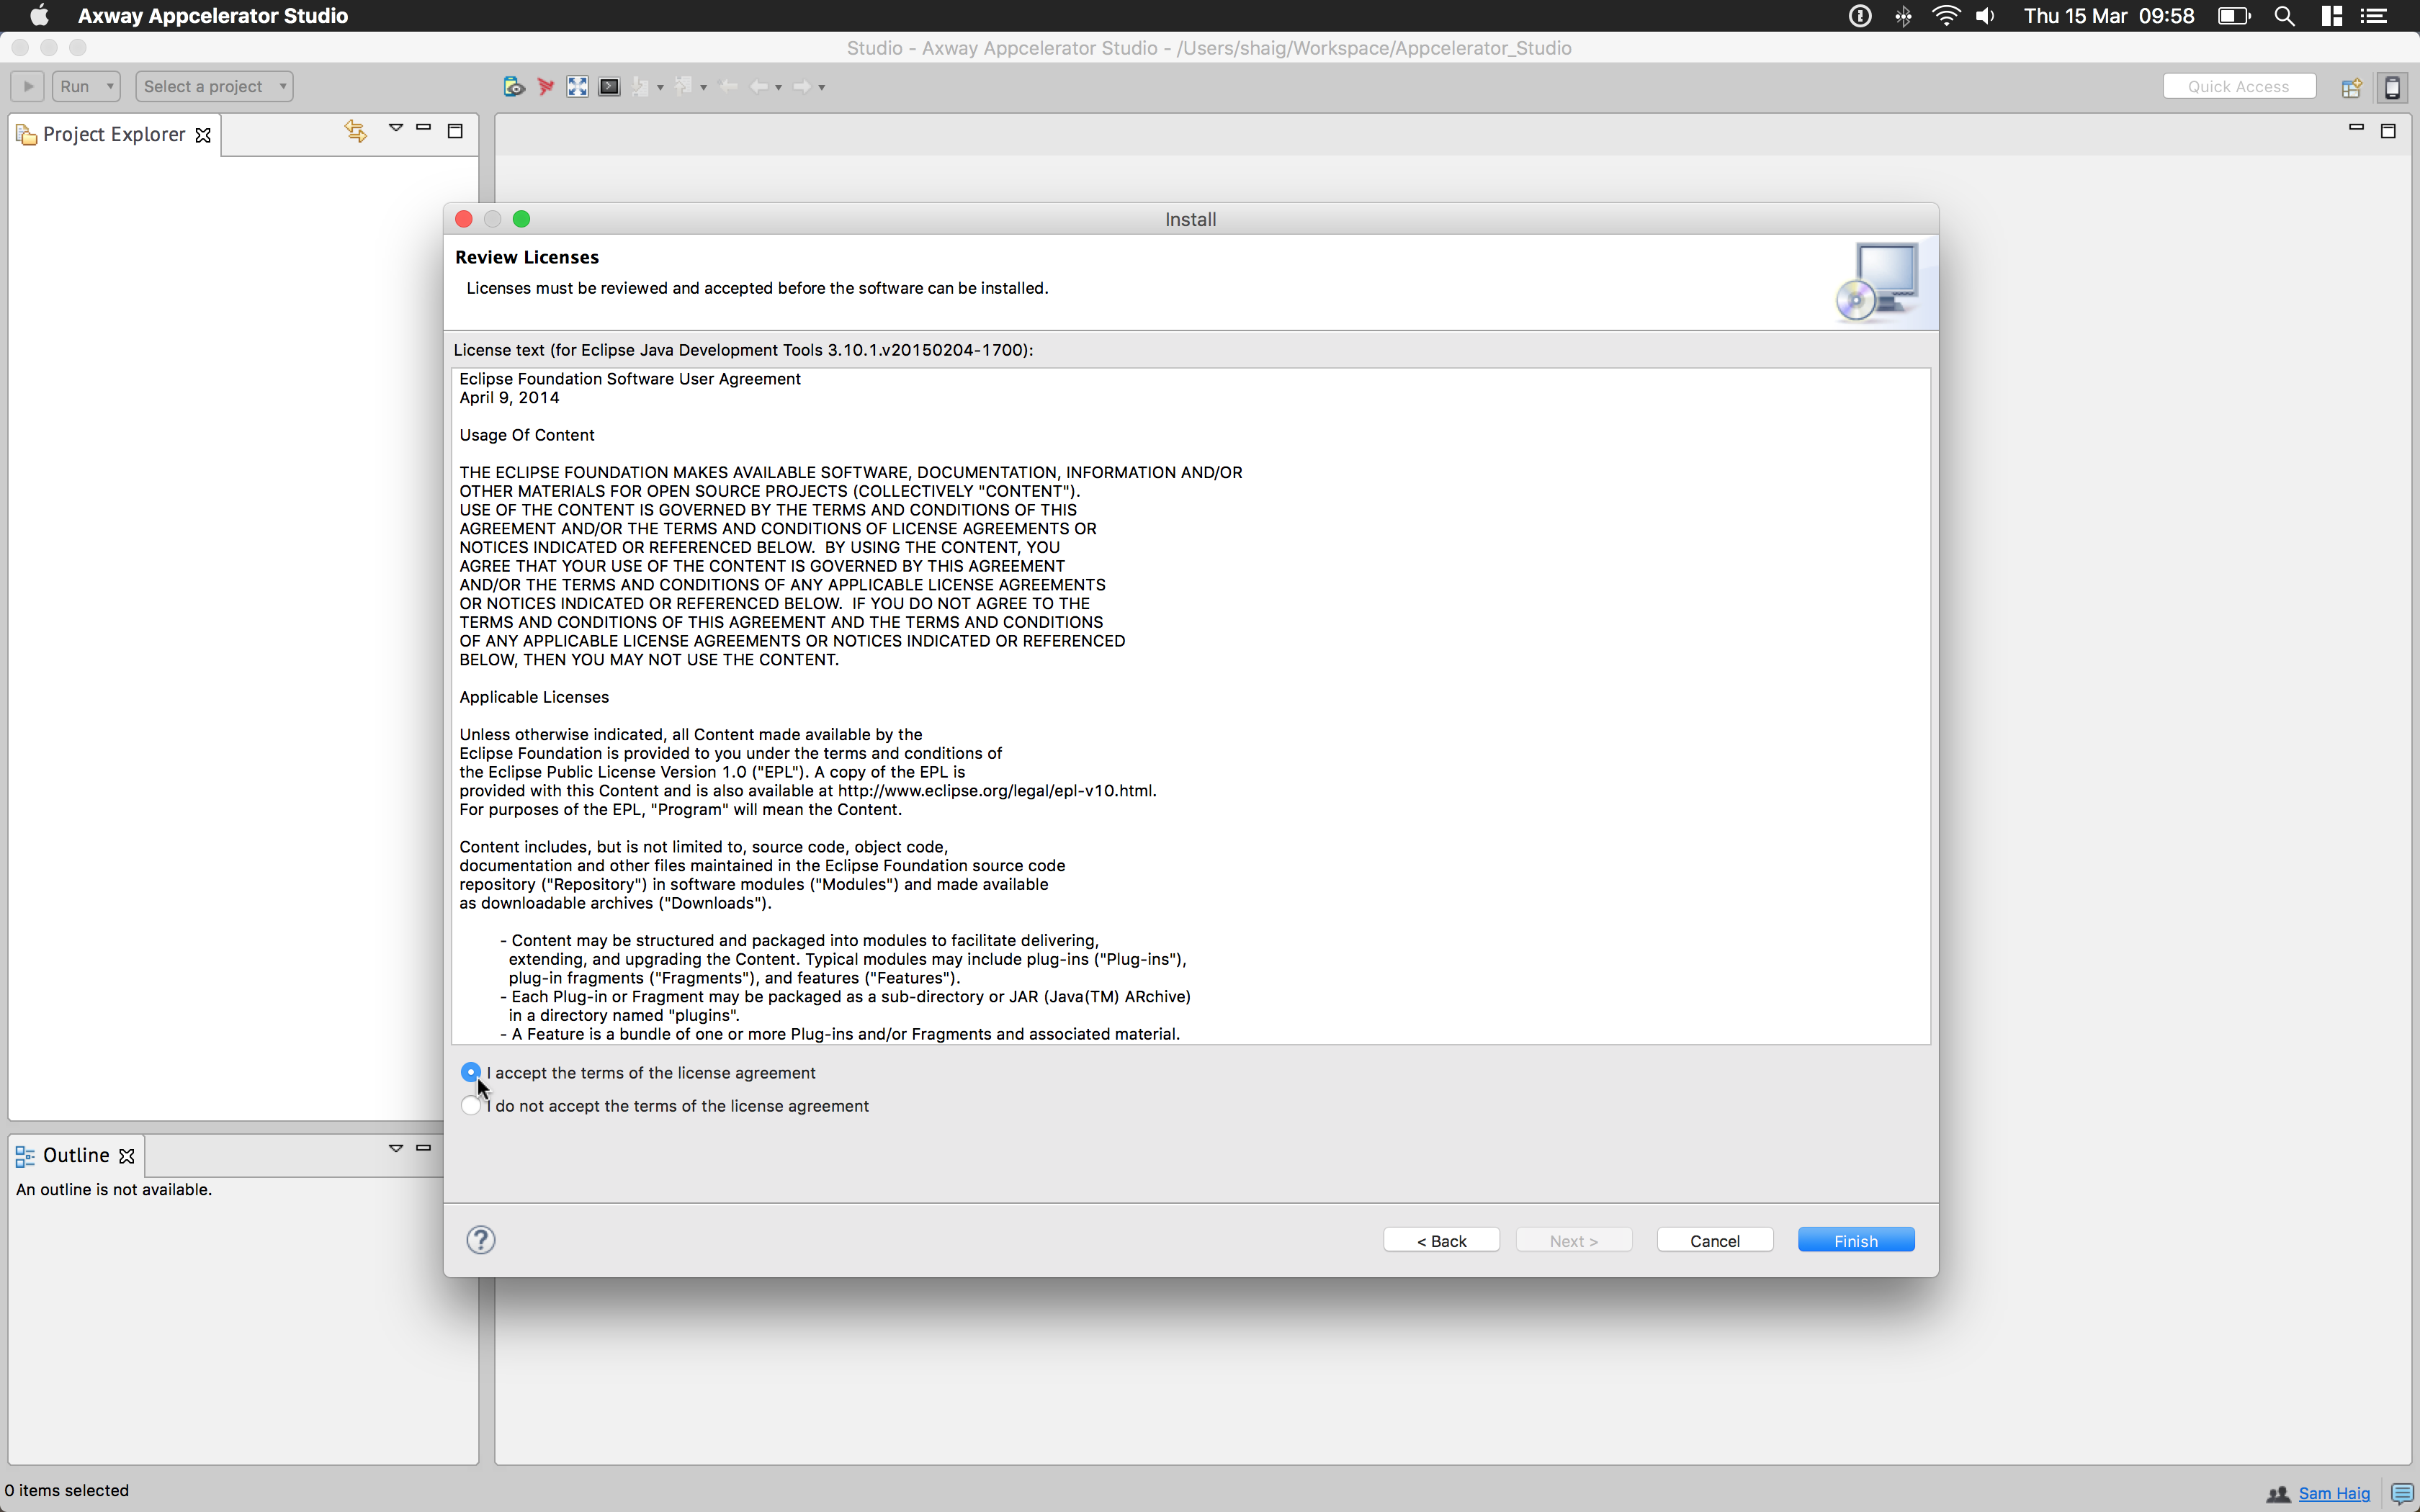 Axway Appcelerator Studio
Thu 15 Mar 09:58
Studio - Axway Appcelerator Studio - /Users/shaig/Workspace/Appcelerator_Studio
Run
Select a project
Quick Access
Project Explorer
Install
Review Licenses
Licenses must be reviewed and accepted before the software can be installed.
License text (for Eclipse Java Development Tools 3.10.1.v20150204-1700):
Eclipse Foundation Software User Agreement
April 9, 2014
Usage Of Content
THE ECLIPSE FOUNDATION MAKES AVAILABLE SOFTWARE, DOCUMENTATION, INFORMATION AND/OR
OTHER MATERIALS FOR OPEN SOURCE PROJECTS (COLLECTIVELY "CONTENT").
USE OF THE CONTENT IS GOVERNED BY THE TERMS AND CONDITIONS OF THIS
AGREEMENT AND/OR THE TERMS AND CONDITIONS OF LICENSE AGREEMENTS OR
NOTICES INDICATED OR REFERENCED BELOW.  BY USING THE CONTENT, YOU
AGREE THAT YOUR USE OF THE CONTENT IS GOVERNED BY THIS AGREEMENT
AND/OR THE TERMS AND CONDITIONS OF ANY APPLICABLE LICENSE AGREEMENTS
OR NOTICES INDICATED OR REFERENCED BELOW.  IF YOU DO NOT AGREE TO THE
TERMS AND CONDITIONS OF THIS AGREEMENT AND THE TERMS AND CONDITIONS
OF ANY APPLICABLE LICENSE AGREEMENTS OR NOTICES INDICATED OR REFERENCED
BELOW, THEN YOU MAY NOT USE THE CONTENT.
Applicable Licenses
Unless otherwise indicated, all Content made available by the
Eclipse Foundation is provided to you under the terms and conditions of
the Eclipse Public License Version 1.0 ("EPL"). A copy of the EPL is
provided with this Content and is also available at http://www.eclipse.org/legal/epl-v10.html.
For purposes of the EPL, "Program" will mean the Content.
Content includes, but is not limited to, source code, object code,
documentation and other files maintained in the Eclipse Foundation source code
repository ("Repository") in software modules ("Modules") and made available
as downloadable archives ("Downloads").
- Content may be structured and packaged into modules to facilitate delivering,
extending, and upgrading the Content. Typical modules may include plug-ins ("Plug-ins"),
plug-in fragments ("Fragments"), and features ("Features").
- Each Plug-in or Fragment may be packaged as a sub-directory or JAR (Java(TM) ARchive)
in a directory named "plugins".
- A Feature is a bundle of one or more Plug-ins and/or Fragments and associated material.
I accept the terms of the license agreement
I do not accept the terms of the license agreement
Outline
An outline is not available.
?
< Back
Next >
Cancel
Finish
0 items selected
Sam Haig